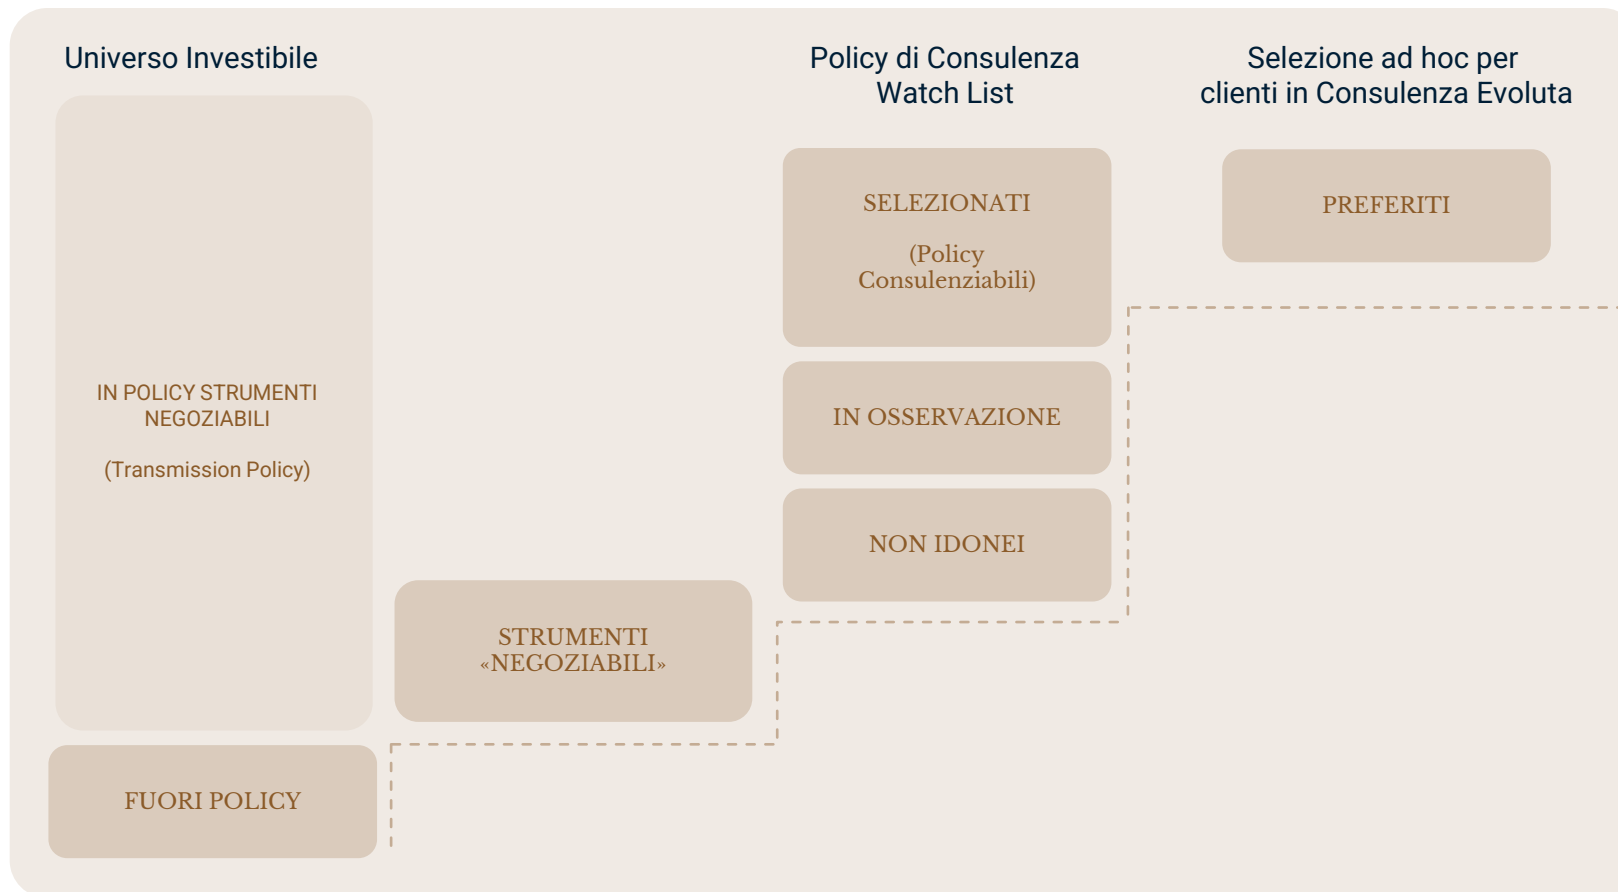 Universo Investibile
IN POLICY STRUMENTI
NEGOZIABILI
(Transmission Policy)
FUORI POLICY
STRUMENTI
«NEGOZIABILI»
Policy di Consulenza
Watch List
SELEZIONATI
(Policy
Consulenziabili)
IN OSSERVAZIONE
NON IDONEI
Selezione ad hoc per
clienti in Consulenza Evoluta
PREFERITI